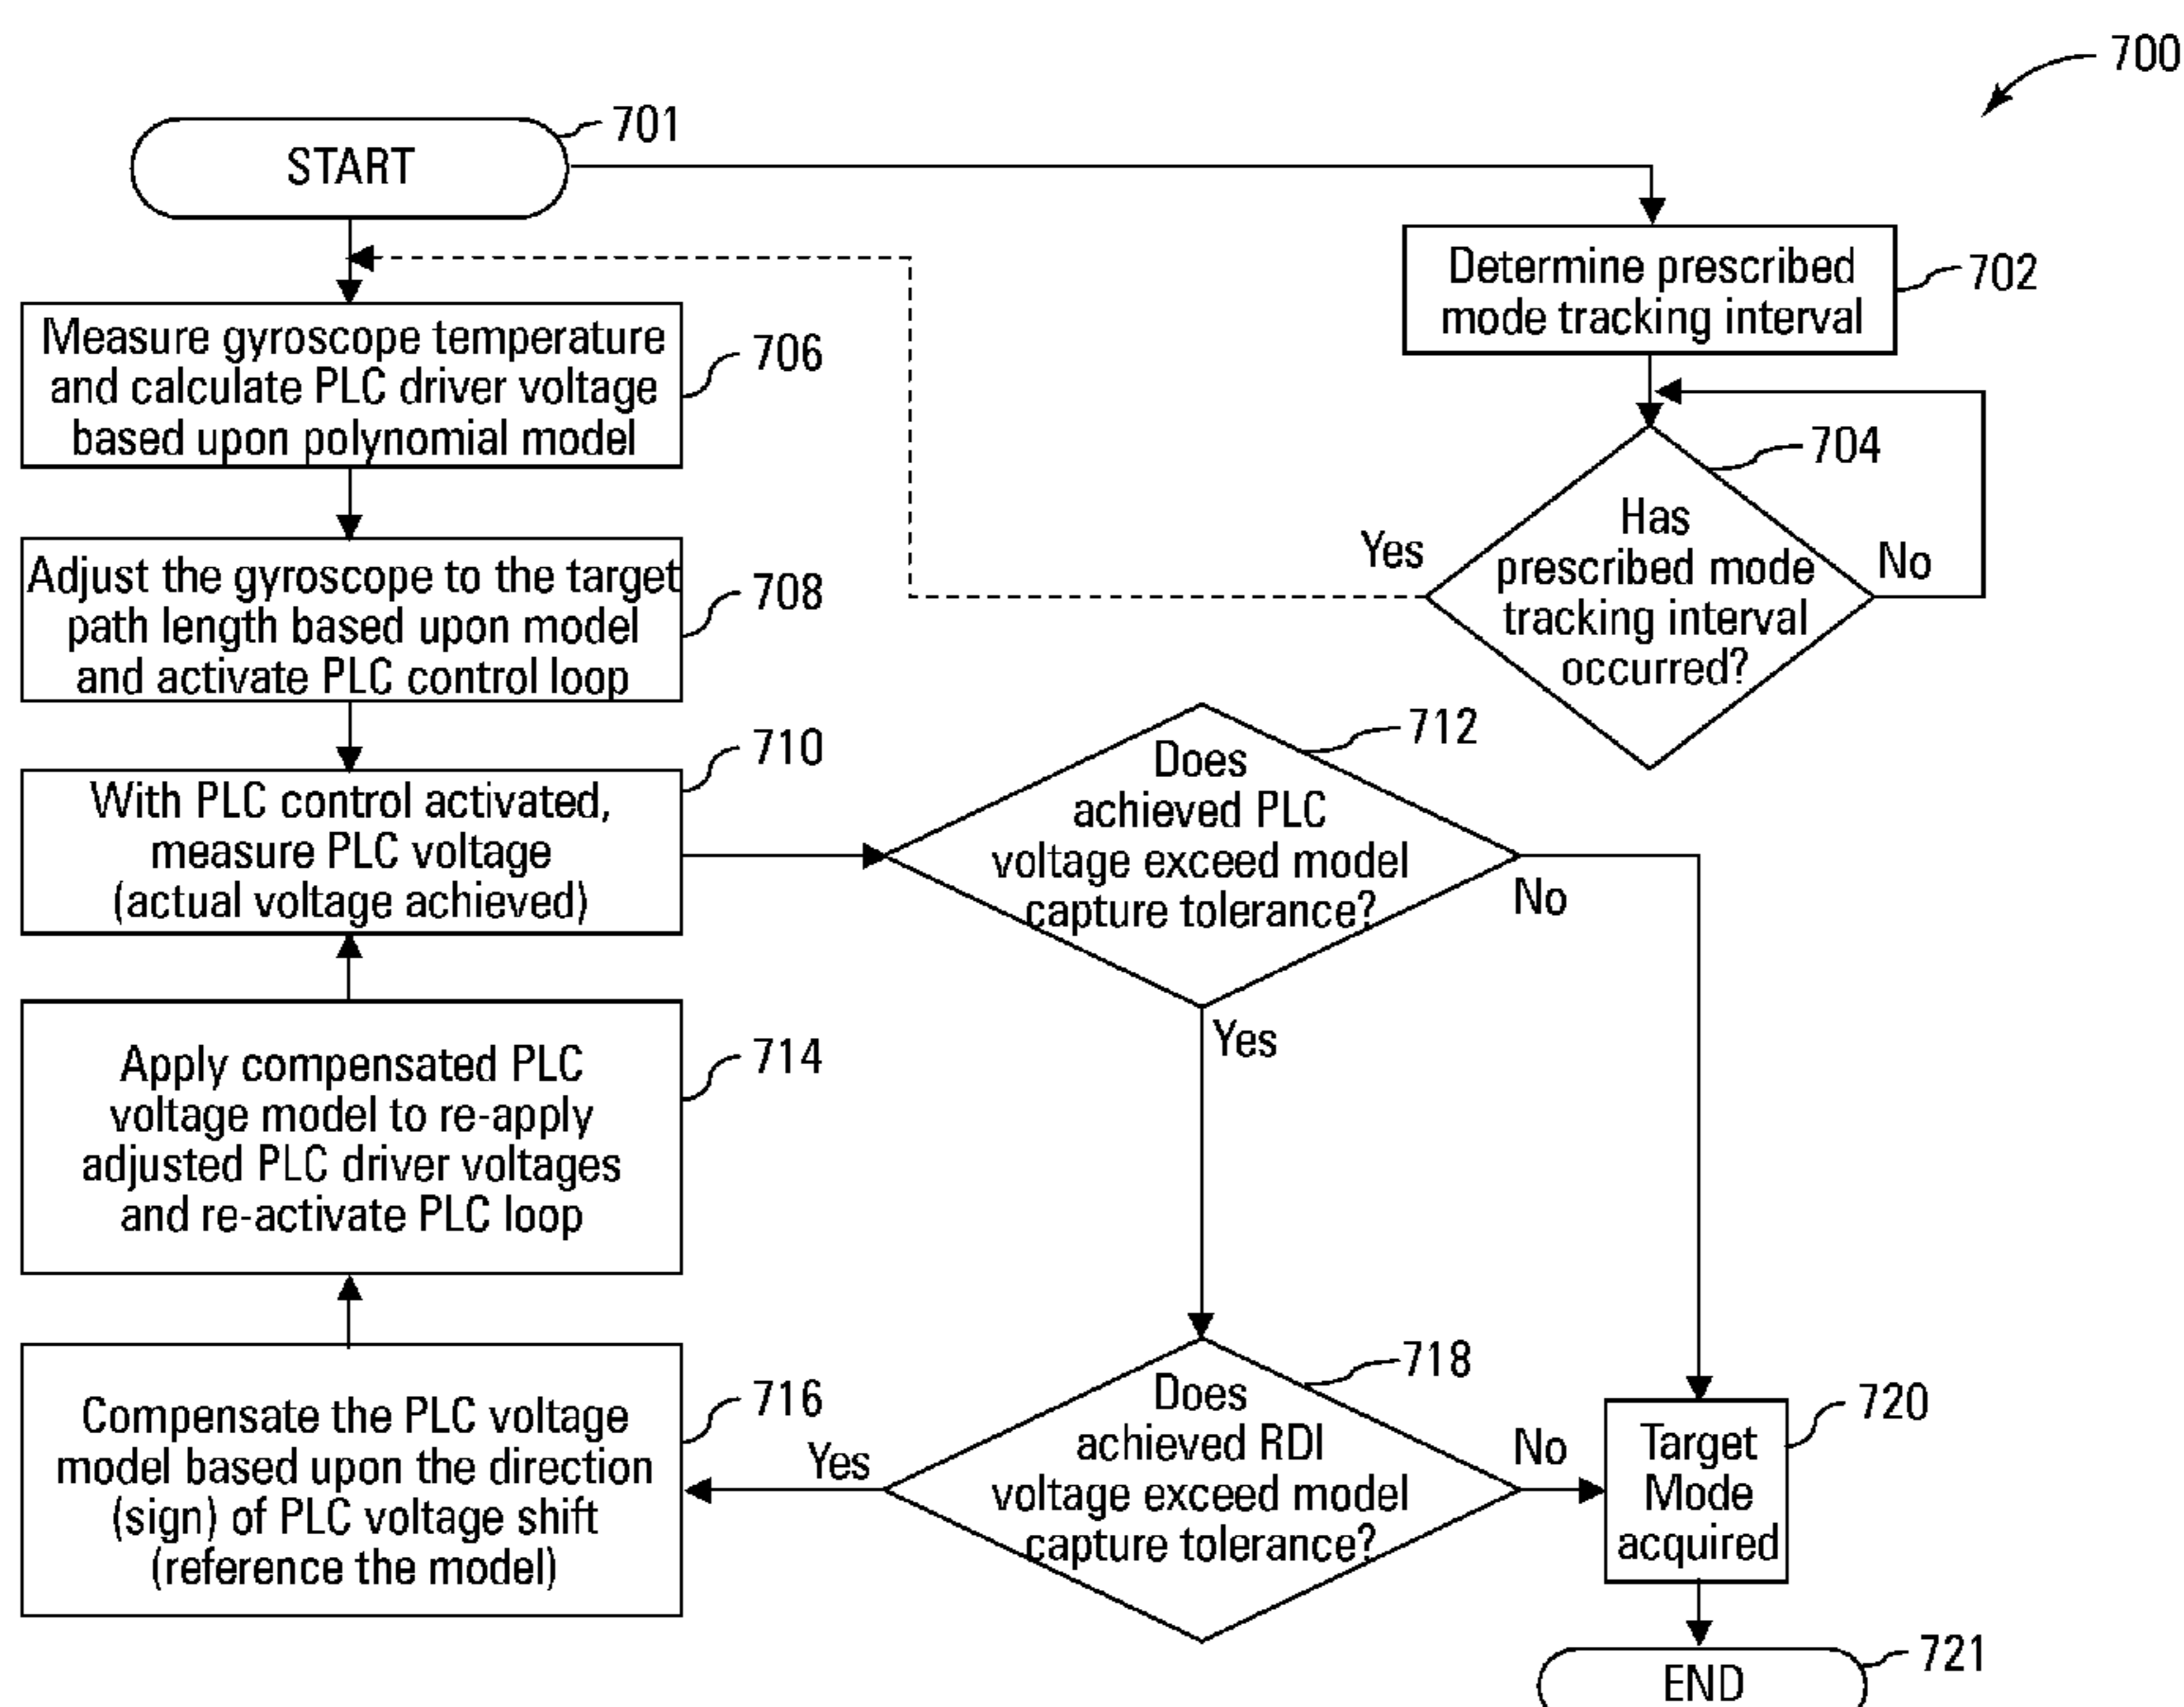 700
701
START
Determine prescribed
mode tracking interval
702
Measure gyroscope temperature
and calculate PLC driver voltage
based upon polynomial model
706
704
Has
prescribed mode
tracking interval
occurred?
Yes
No
Adjust the gyroscope to the target
path length based upon model
and activate PLC control loop
708
With PLC control activated,
measure PLC voltage
(actual voltage achieved)
710
712
Does
achieved PLC
voltage exceed model
capture tolerance?
No
Yes
Apply compensated PLC
voltage model to re-apply
adjusted PLC driver voltages
and re-activate PLC loop
714
Compensate the PLC voltage
model based upon the direction
(sign) of PLC voltage shift
(reference the model)
716
718
Does
achieved RDI
voltage exceed model
capture tolerance?
Yes
No
720
Target
Mode
acquired
721
END